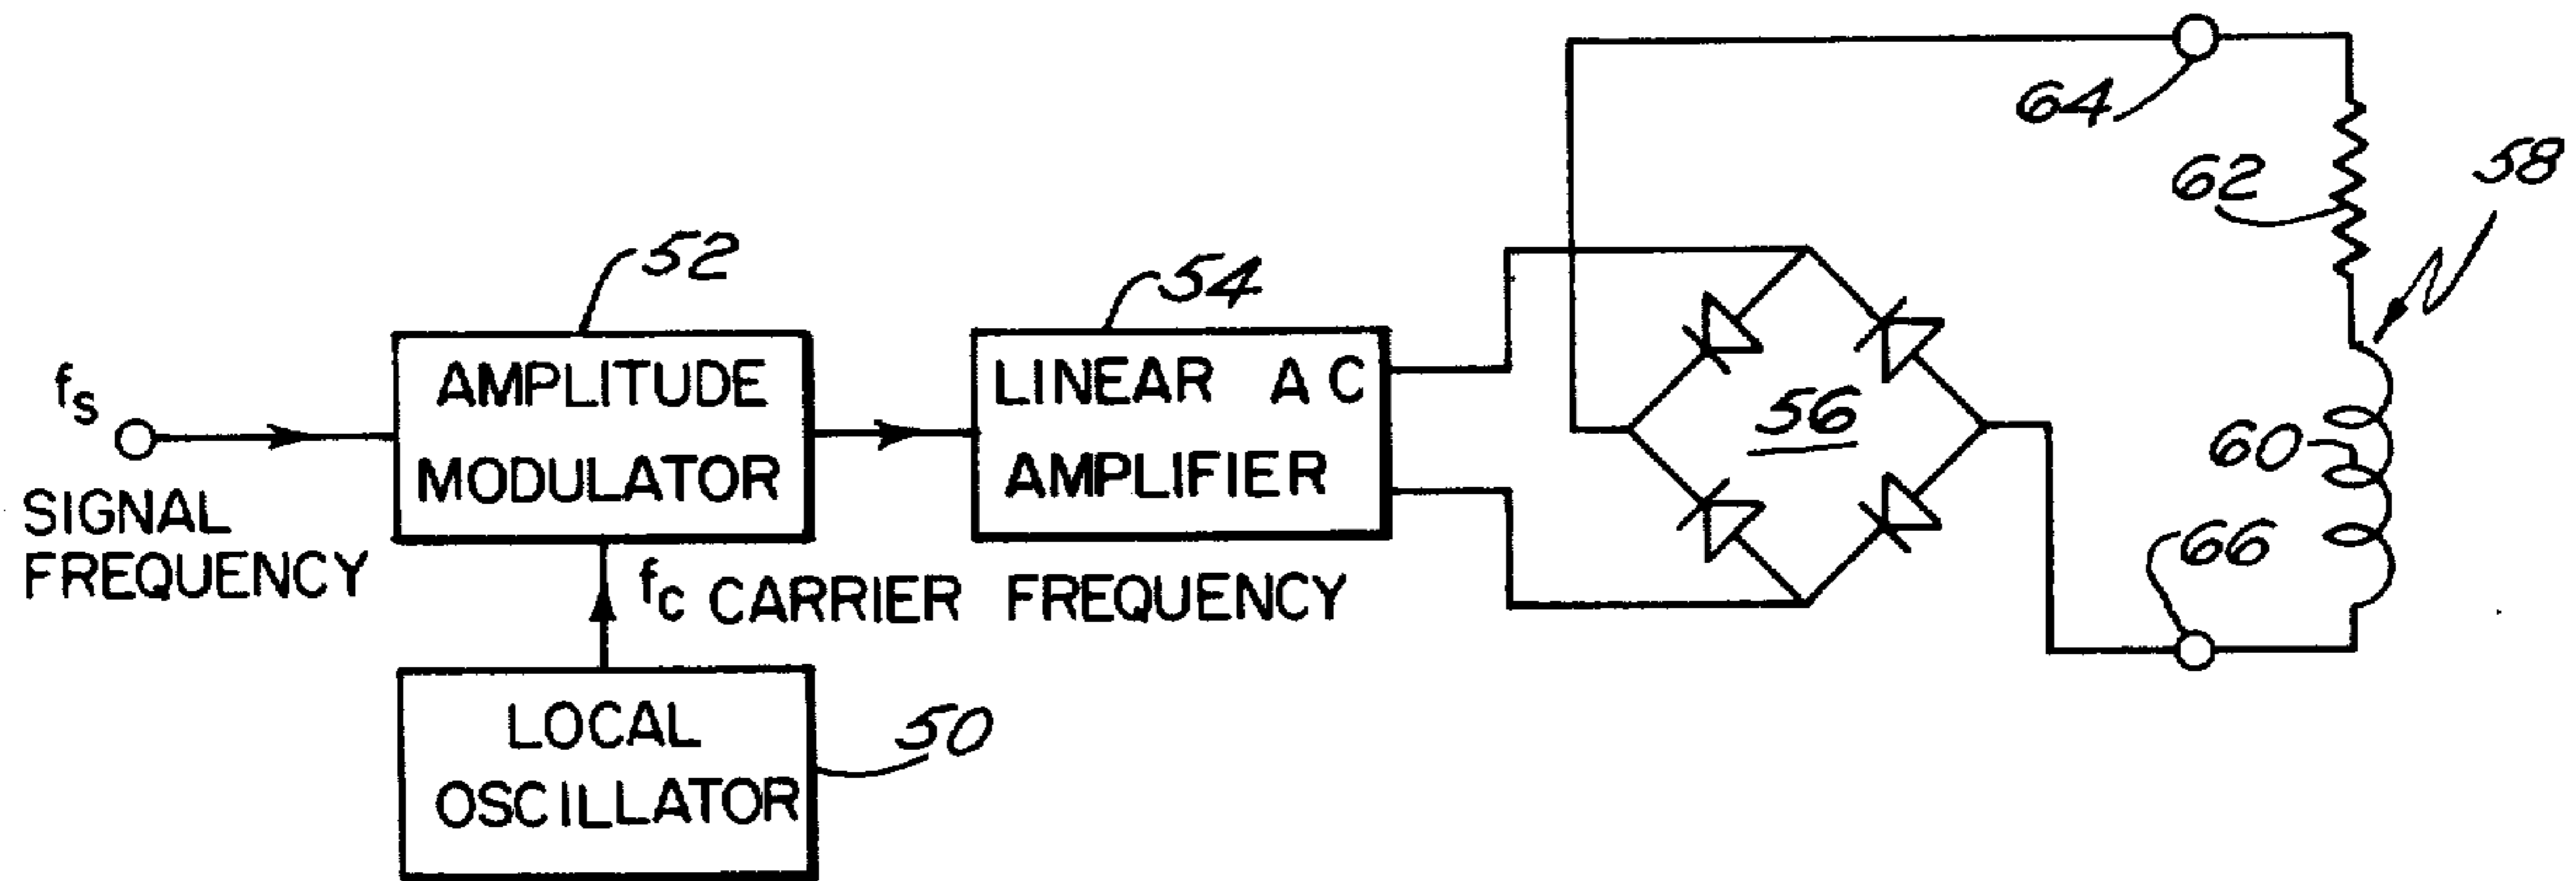 64
62
58
52
54
f_s
AMPLITUDE
MODULATOR
LINEAR AC
AMPLIFIER
56
60
SIGNAL
FREQUENCY
f_c CARRIER FREQUENCY
66
LOCAL
OSCILLATOR
50